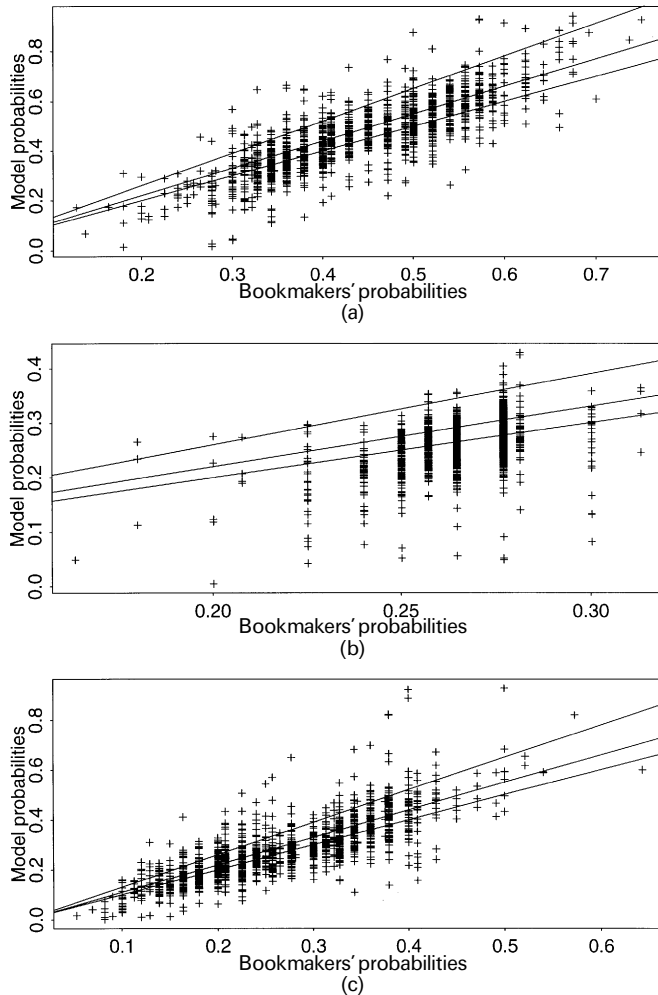 Model probabilities
0.0 0.2 0.4 0.6 0.8
0.2 0.3 0.4 0.5 0.6 0.7
Bookmakers' probabilities
(a)
Model probabilities
0.0 0.1 0.2 0.3 0.4
0.20 0.25 0.30
Bookmakers' probabilities
(b)
Model probabilities
0.0 0.2 0.4 0.6 0.8
0.1 0.2 0.3 0.4 0.5 0.6
Bookmakers' probabilities
(c)